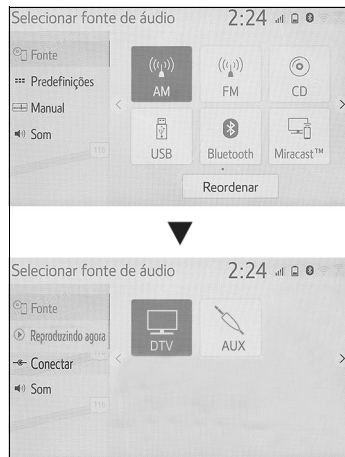 Selecionar fonte de áudio 2:24
Fonte
Predefinições
Manual
Som
AM FM CD
USB Bluetooth Miracast™
Reordenar
Selecionar fonte de áudio 2:24
Fonte
Reproduzindo agora
Conectar
Som
DTV AUX